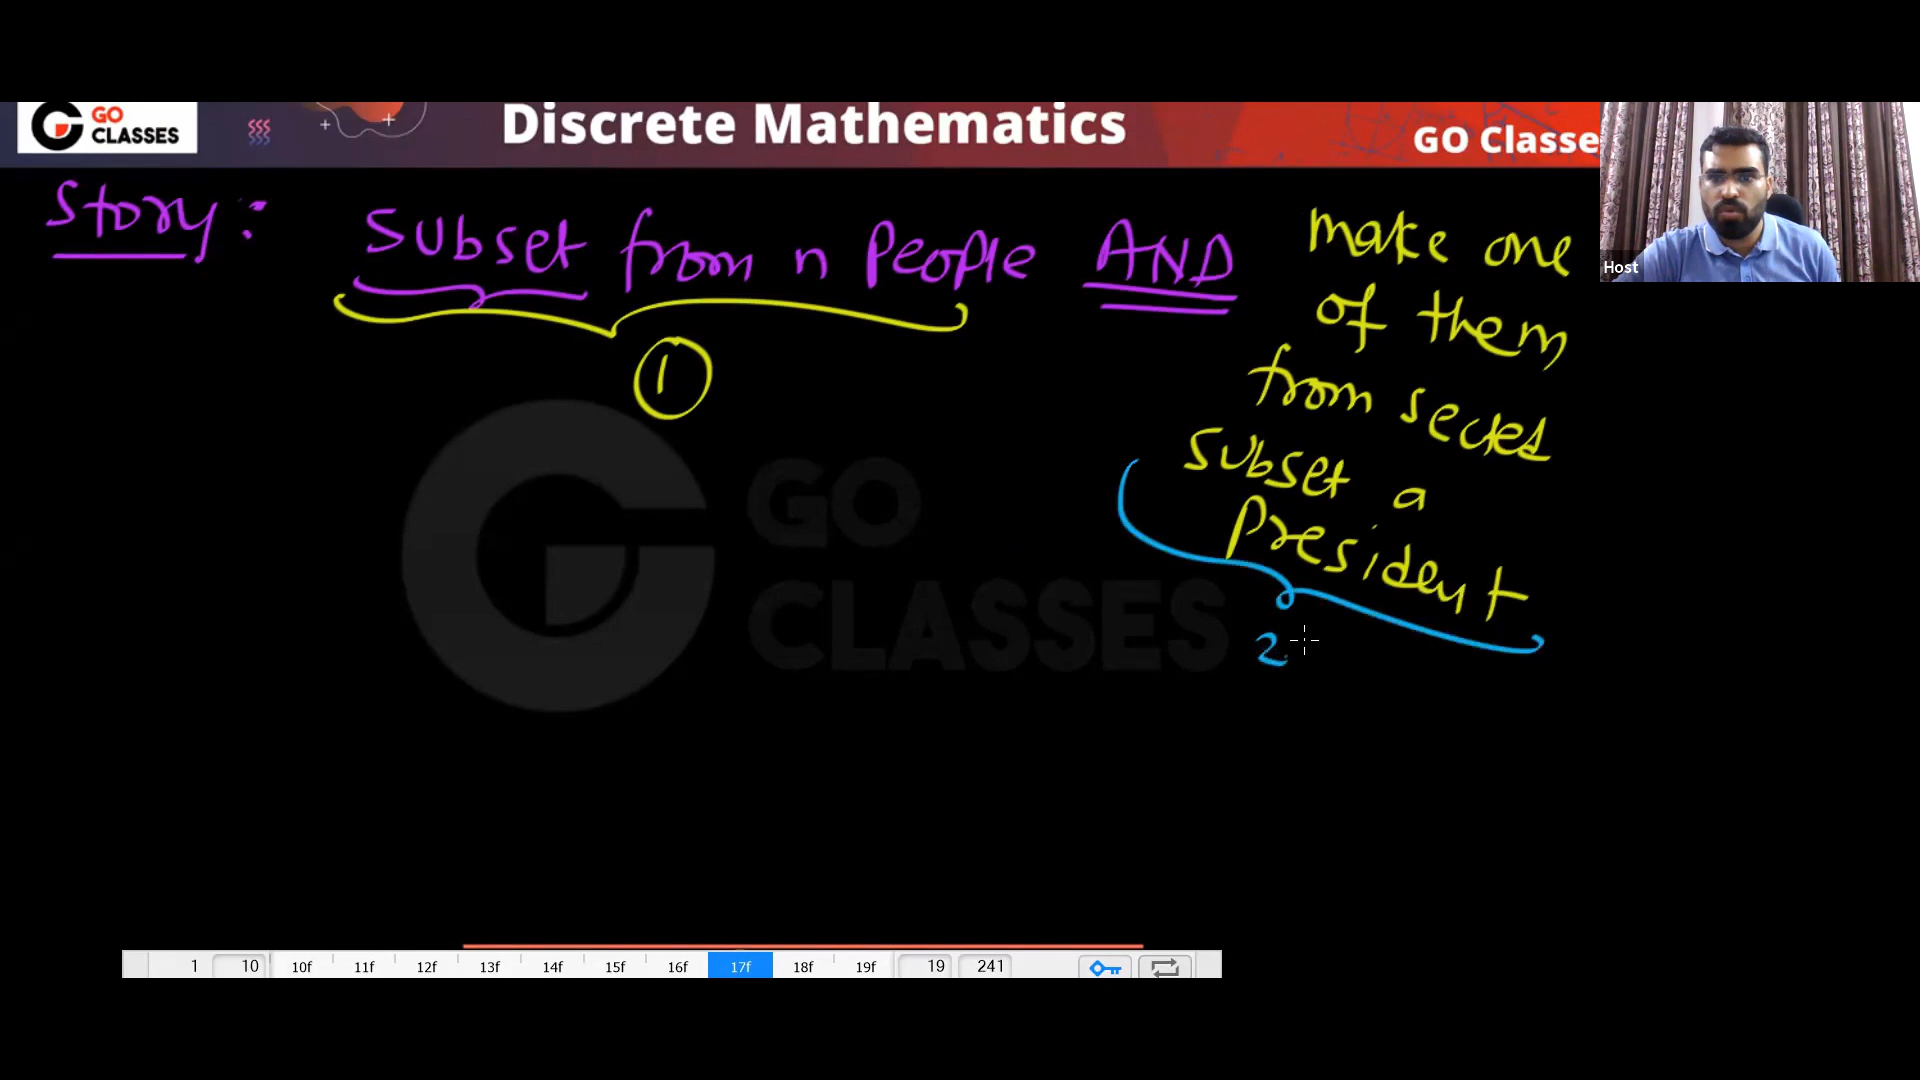 GO
CLASSES
Discrete Mathematics
GO Classe
Host
Story:
Subset from n People AND
make one
of them
from
subset a
President
1
2
GO
CLASSES
1 10 10f 11f 12f 13f 14f 15f 16f 17f 18f 19f 19 241